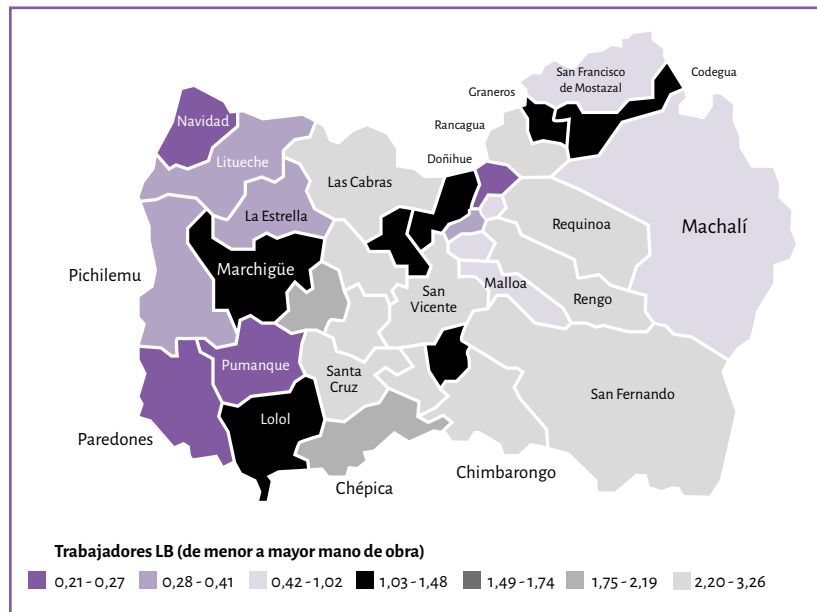 San Francisco
de Mostazal
Codegua
Graneros
Navidad
Rancagua
Litueche
Doñihue
Las Cabras
La Estrella
Requinoa
Machalí
Marchigüe
Pichilemu
Malloa
San
Vicente
Rengo
Pumanque
Santa
Cruz
San Fernando
Lolol
Paredones
Chimbarongo
Chépica
Trabajadores LB (de menor a mayor mano de obra)
0,21 - 0,27 0,28 - 0,41 0,42 - 1,02 1,03 - 1,48 1,49 - 1,74 1,75 - 2,19 2,20 - 3,26